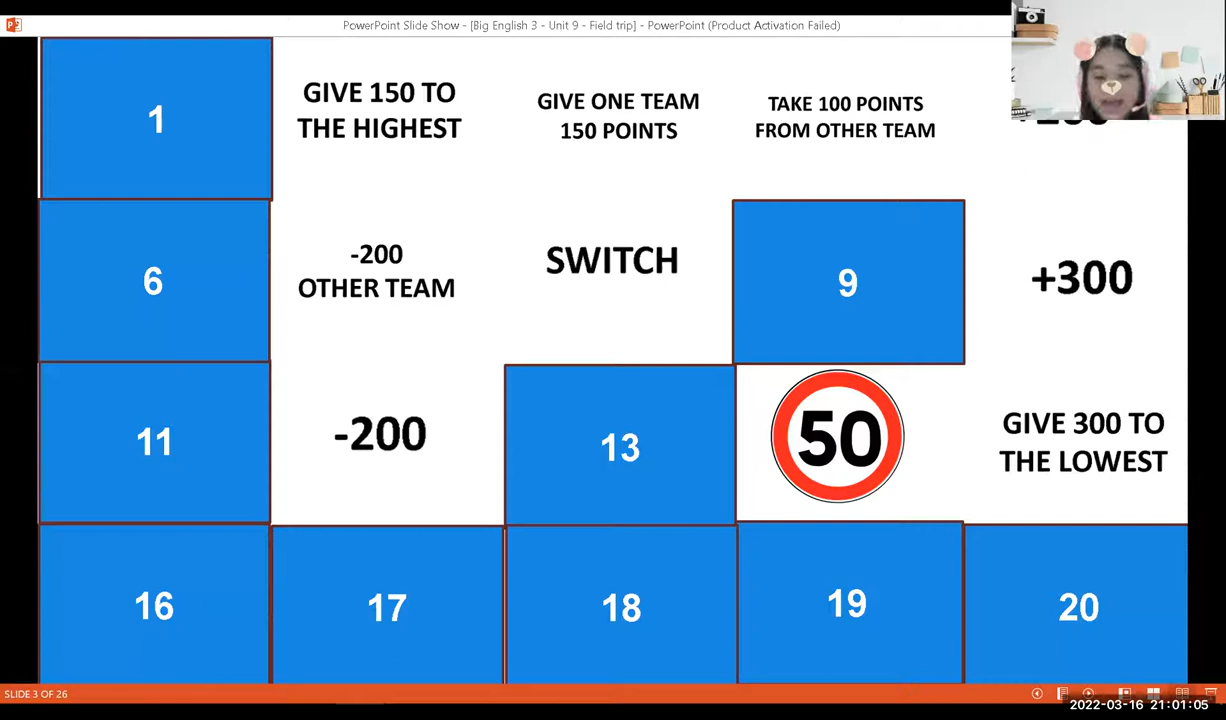 PowerPoint Slide Show - [Big English 3 - Unit 9 - Field trip] - PowerPoint (Product Activation Failed)
1
GIVE 150 TO
THE HIGHEST
GIVE ONE TEAM
150 POINTS
TAKE 100 POINTS
FROM OTHER TEAM
6
-200
OTHER TEAM
SWITCH
9
+300
11
-200
13
50
GIVE 300 TO
THE LOWEST
16
17
18
19
20
SLIDE 3 OF 26
2022-03-16 21:01:05